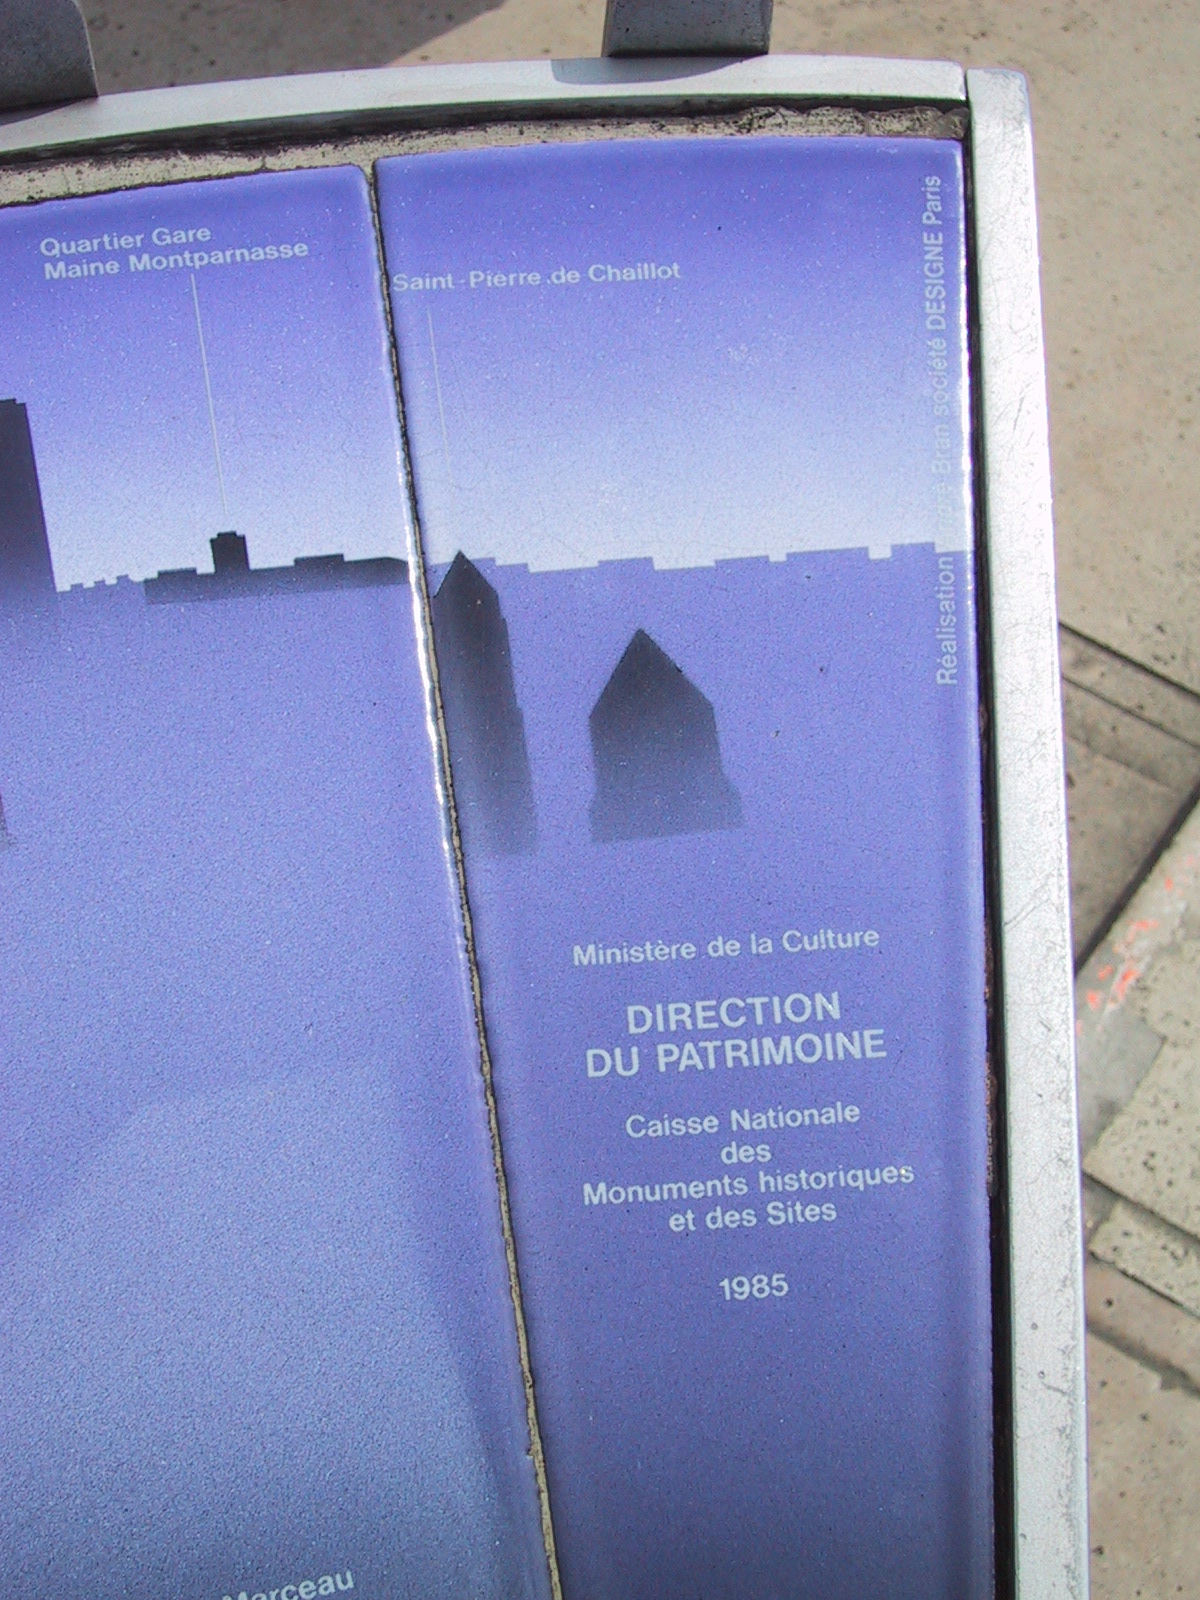 Quartier Gare
Maine Montparnasse
Saint-Pierre de Chaillot
Réalisation Bran société DESIGNE Paris
Ministère de la Culture
DIRECTION
DU PATRIMOINE
Caisse Nationale
des
Monuments historiques
et des Sites
1985
Marceau